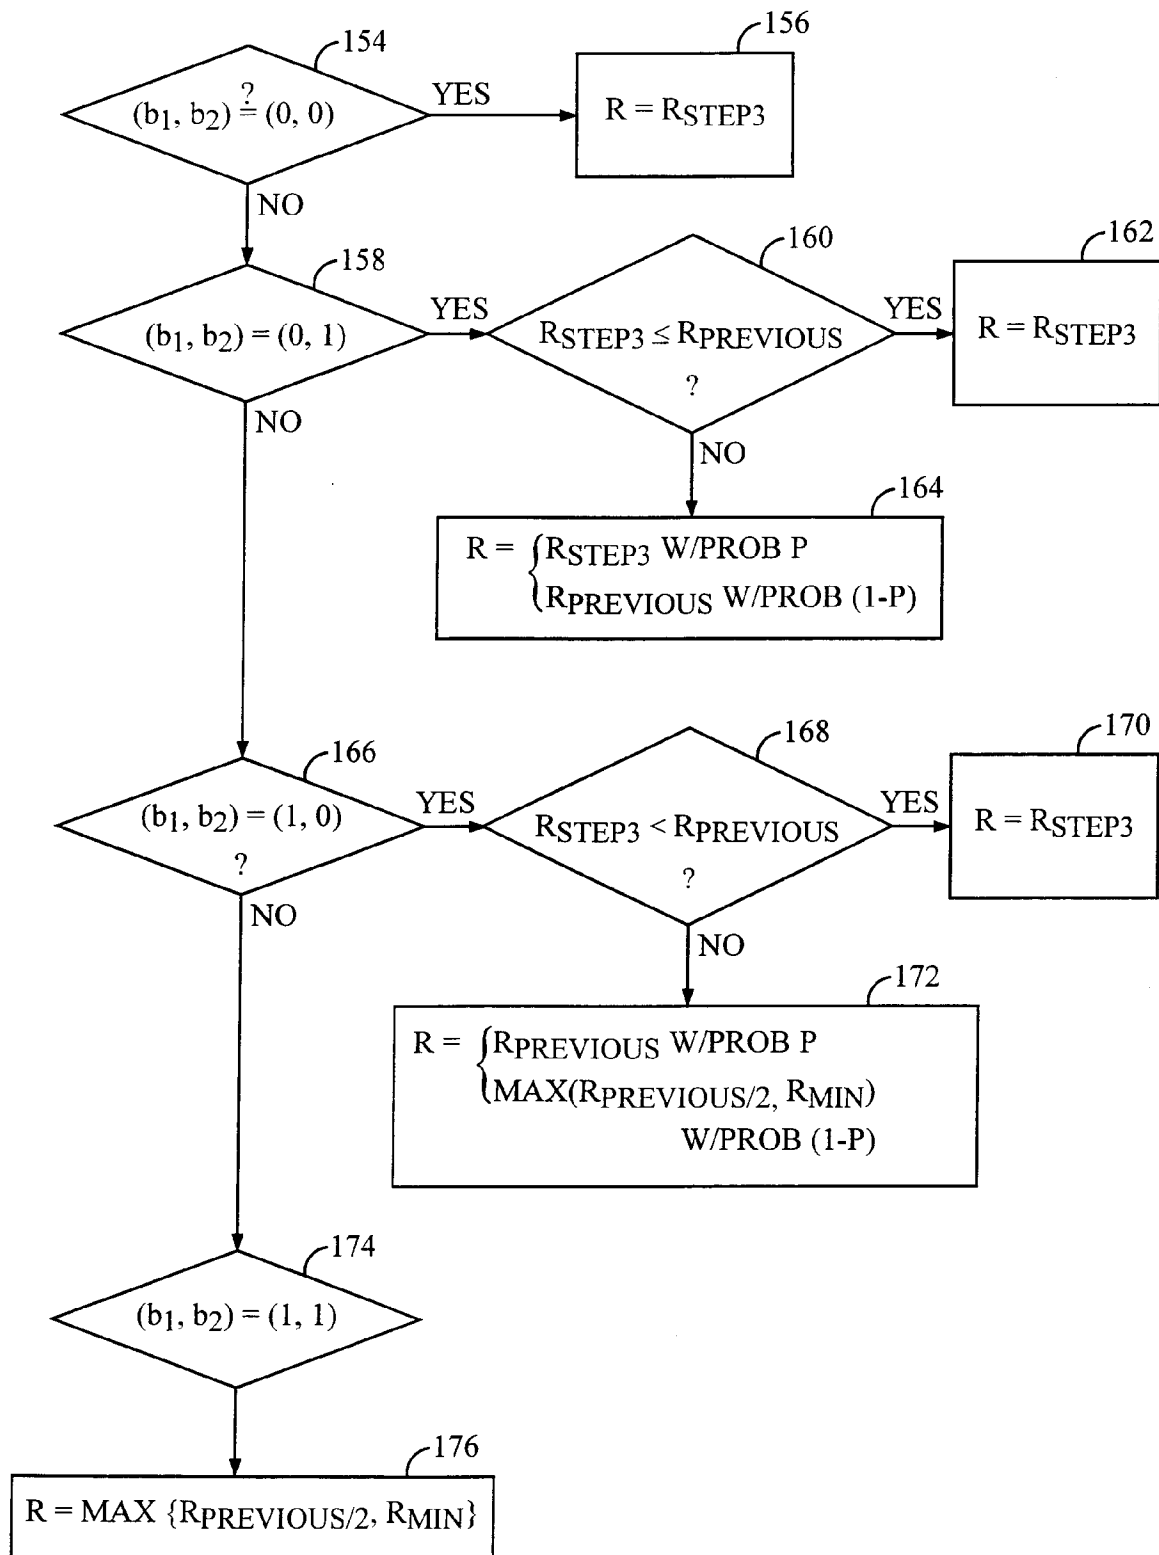 154
156
?
(b1, b2) = (0, 0)
YES
R = RSTEP3
NO
158
160
162
(b1, b2) = (0, 1)
YES
RSTEP3 ≤ RPREVIOUS
?
YES
R = RSTEP3
NO
NO
164
R = { RSTEP3 W/PROB P
RPREVIOUS W/PROB (1-P)
166
168
170
(b1, b2) = (1, 0)
?
YES
RSTEP3 < RPREVIOUS
?
YES
R = RSTEP3
NO
NO
172
R = { RPREVIOUS W/PROB P
MAX(RPREVIOUS/2, RMIN)
W/PROB (1-P)
174
(b1, b2) = (1, 1)
176
R = MAX {RPREVIOUS/2, RMIN}